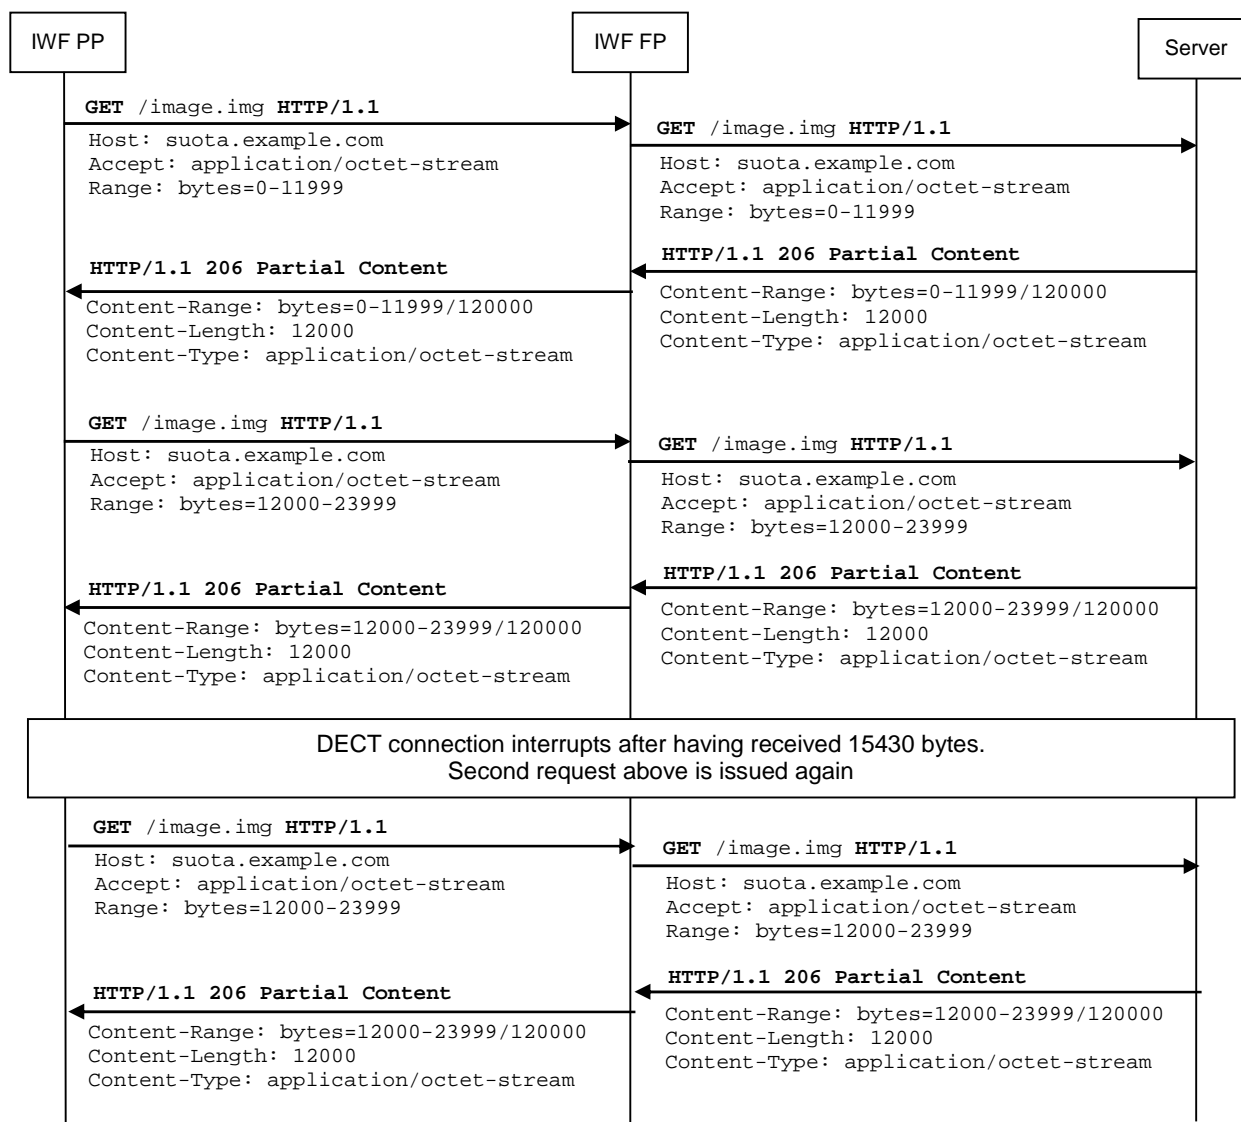 IWF PP
IWF FP
Server
GET /image.img HTTP/1.1
Host: suota.example.com
Accept: application/octet-stream
Range: bytes=0-11999
GET /image.img HTTP/1.1
Host: suota.example.com
Accept: application/octet-stream
Range: bytes=0-11999
HTTP/1.1 206 Partial Content
Content-Range: bytes=0-11999/120000
Content-Length: 12000
Content-Type: application/octet-stream
HTTP/1.1 206 Partial Content
Content-Range: bytes=0-11999/120000
Content-Length: 12000
Content-Type: application/octet-stream
GET /image.img HTTP/1.1
Host: suota.example.com
Accept: application/octet-stream
Range: bytes=12000-23999
GET /image.img HTTP/1.1
Host: suota.example.com
Accept: application/octet-stream
Range: bytes=12000-23999
HTTP/1.1 206 Partial Content
Content-Range: bytes=12000-23999/120000
Content-Length: 12000
Content-Type: application/octet-stream
HTTP/1.1 206 Partial Content
Content-Range: bytes=12000-23999/120000
Content-Length: 12000
Content-Type: application/octet-stream
DECT connection interrupts after having received 15430 bytes.
Second request above is issued again
GET /image.img HTTP/1.1
Host: suota.example.com
Accept: application/octet-stream
Range: bytes=12000-23999
GET /image.img HTTP/1.1
Host: suota.example.com
Accept: application/octet-stream
Range: bytes=12000-23999
HTTP/1.1 206 Partial Content
Content-Range: bytes=12000-23999/120000
Content-Length: 12000
Content-Type: application/octet-stream
HTTP/1.1 206 Partial Content
Content-Range: bytes=12000-23999/120000
Content-Length: 12000
Content-Type: application/octet-stream